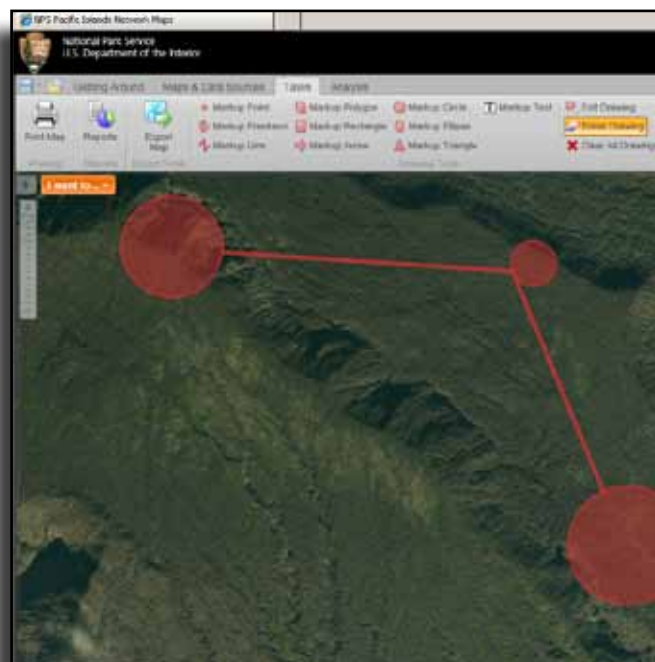 NPS Pacific Islands Network Maps
National Park Service
U.S. Department of the Interior
Getting Around Maps & Data Sources Tasks Analysis
Markup Point Markup Polygon Markup Circle Markup Text Edit Drawing
Print Map Reports Export Map Markup Freehand Markup Rectangle Markup Ellipse Erase Drawing
Markup Line Markup Arrow Markup Triangle Clear All Drawings
Drawing Tools
I want to...